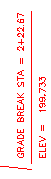 GRADE BREAK STA = 2+22.67
ELEV = 199.733